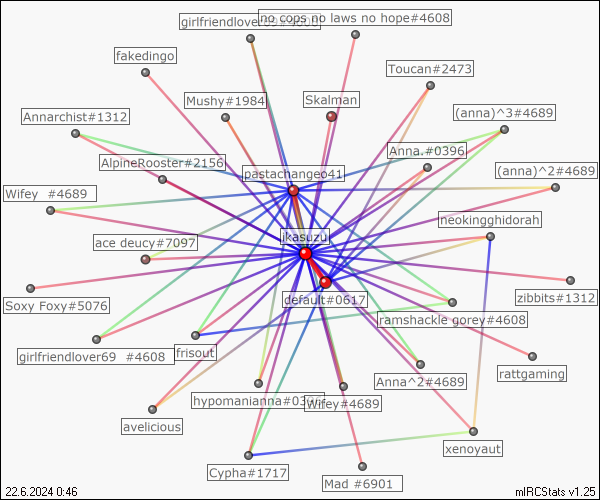 girlfriendlover69#4608
no cops no laws no hope#4608
fakedingo
Toucan#2473
Mushy#1984
Skalman
Annarchist#1312
(anna)^3#4689
Anna.#0396
AlpineRooster#2156
pastachangeo41
(anna)^2#4689
Wifey #4689
neokingghidorah
ace deucy#7097
ikasuzu
default#0617
zibbits#1312
Soxy Foxy#5076
ramshackle gorey#4608
girlfriendlover69 #4608
frisout
rattgaming
Anna^2#4689
hypomanianna#0396
Wifey#4689
avelicious
xenoyaut
Cypha#1717
Mad #6901
22.6.2024 0:46
mIRCStats v1.25